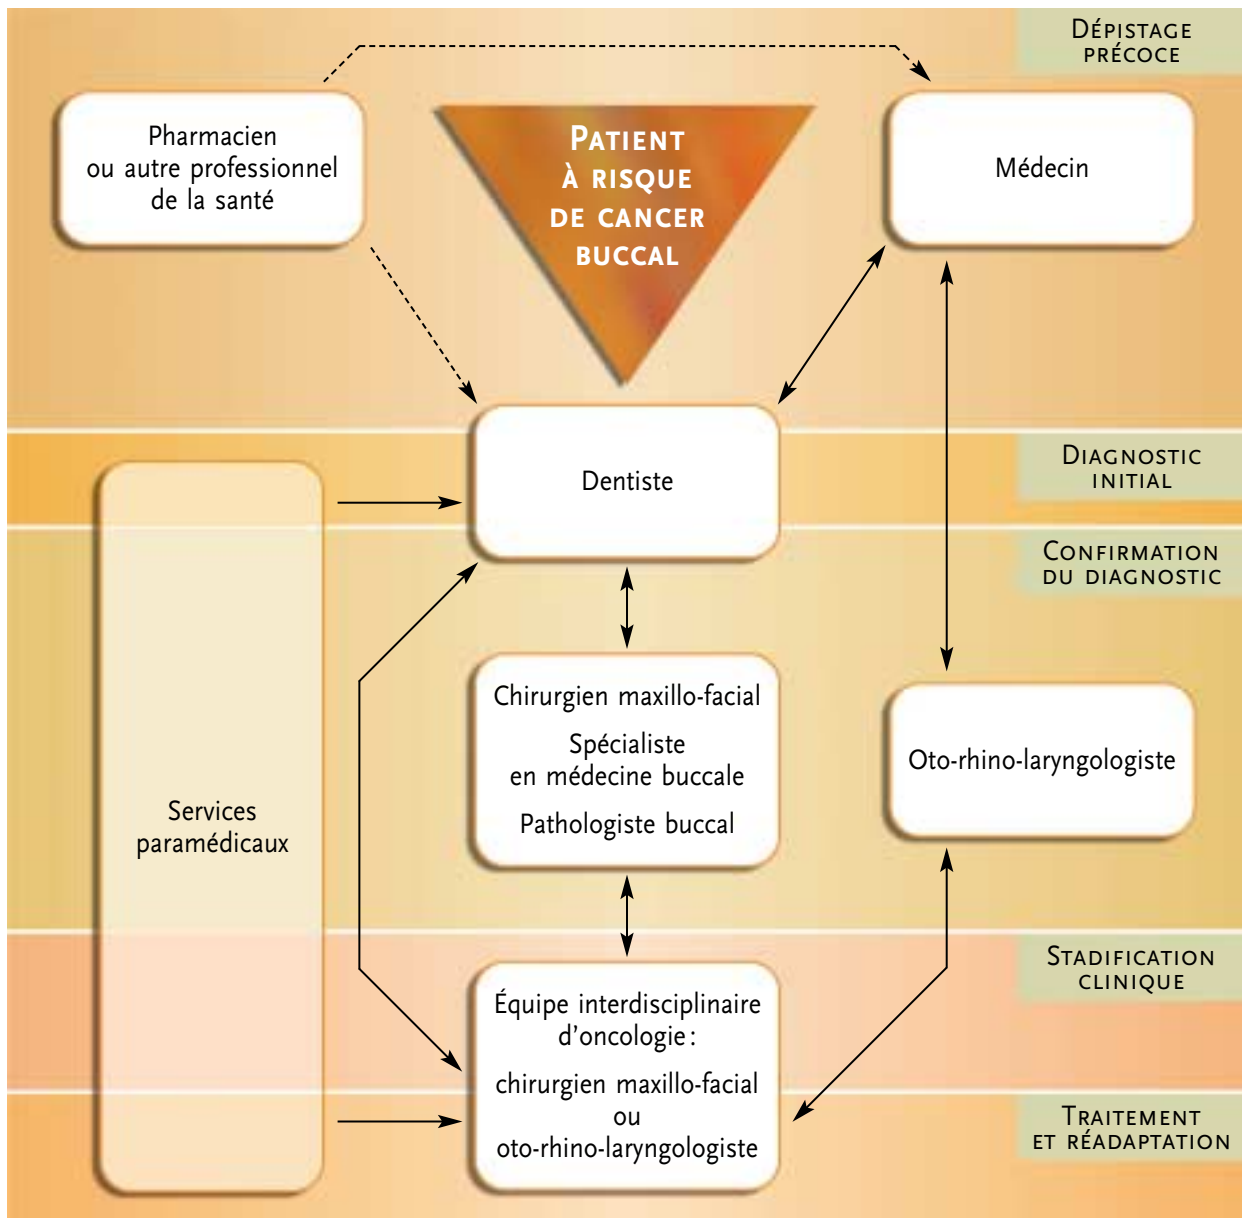 DÉPISTAGE
PRÉCOCE
Pharmacien
ou autre professionnel
de la santé
PATIENT
À RISQUE
DE CANCER
BUCCAL
Médecin
Dentiste
DIAGNOSTIC
INITIAL
CONFIRMATION
DU DIAGNOSTIC
Chirurgien maxillo-facial
Spécialiste
en médecine buccale
Pathologiste buccal
Oto-rhino-laryngologiste
Services
paramédicaux
STADIFICATION
CLINIQUE
Équipe interdisciplinaire
d'oncologie :
chirurgien maxillo-facial
ou
oto-rhino-laryngologiste
TRAITEMENT
ET RÉADAPTATION